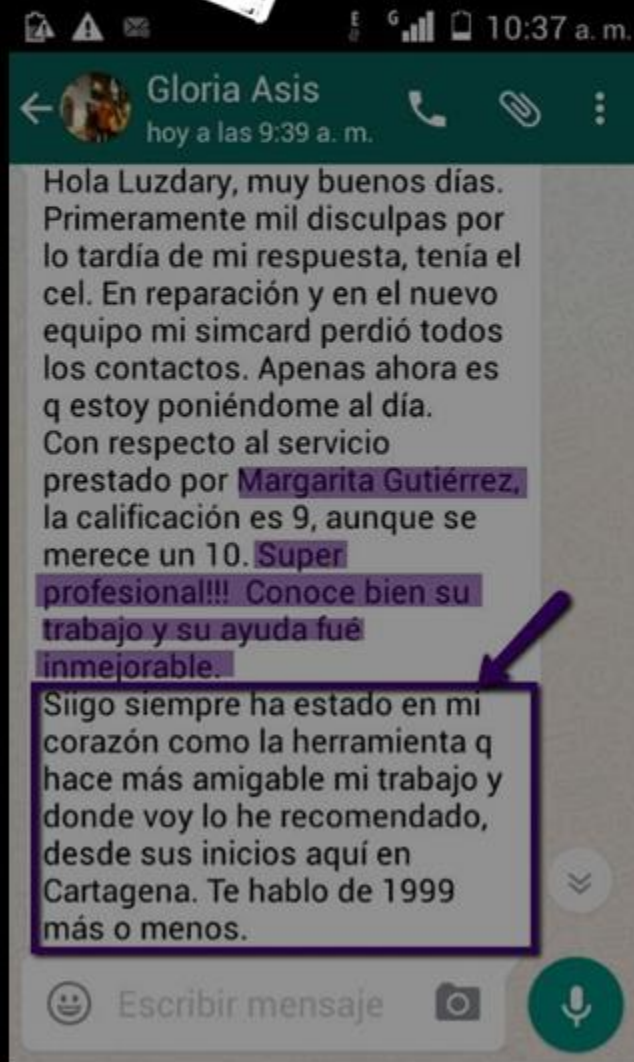 E G 10:37 a. m.
Gloria Asis
hoy a las 9:39 a. m.
Hola Luzdary, muy buenos días.
Primeramente mil disculpas por
lo tardía de mi respuesta, tenía el
cel. En reparación y en el nuevo
equipo mi simcard perdió todos
los contactos. Apenas ahora es
q estoy poniéndome al día.
Con respecto al servicio
prestado por Margarita Gutiérrez,
la calificación es 9, aunque se
merece un 10. Super
profesional!!! Conoce bien su
trabajo y su ayuda fué
inmejorable.
Siigo siempre ha estado en mi
corazón como la herramienta q
hace más amigable mi trabajo y
donde voy lo he recomendado,
desde sus inicios aquí en
Cartagena. Te hablo de 1999
más o menos.
Escribir mensaje